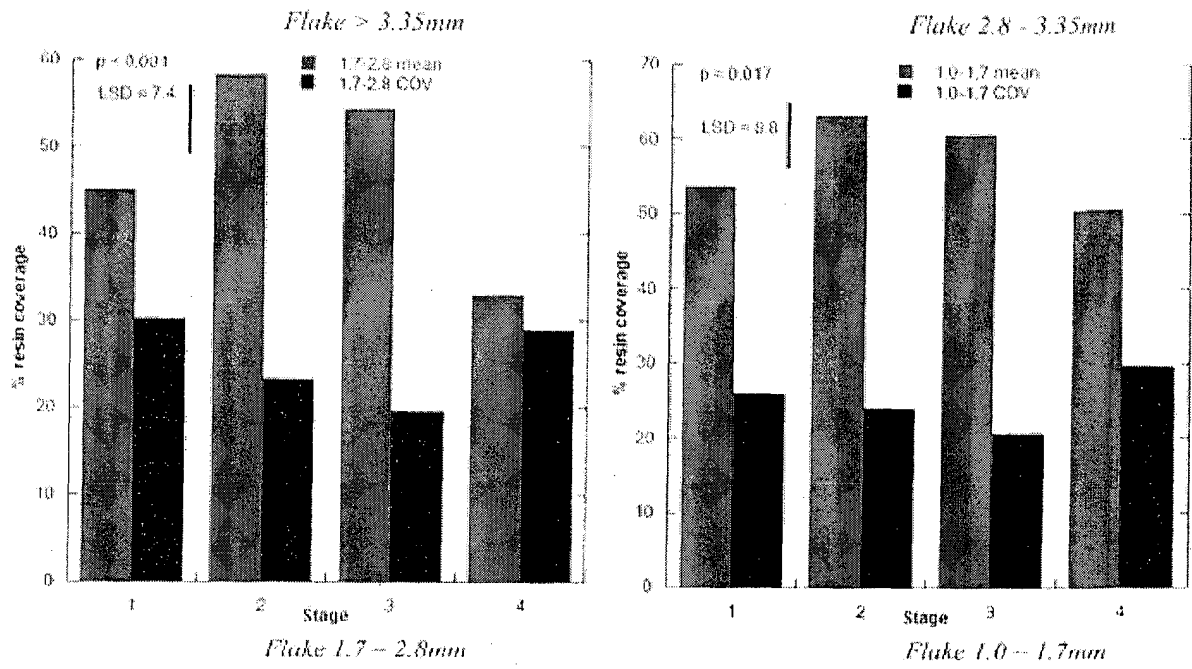 Flake > 3.35mm
Flake 2.8 - 3.35mm
60
50
40
30
20
10
0
% resin coverage
p < 0.001
LSD = 7.4
1.7-2.8 mean
1.7-2.8 COV
1
2
3
4
Stage
Flake 1.7 – 2.8mm
70
60
50
40
30
20
10
0
% resin coverage
p = 0.017
LSD = 8.8
1.0-1.7 mean
1.0-1.7 COV
1
2
3
4
Stage
Flake 1.0 – 1.7mm